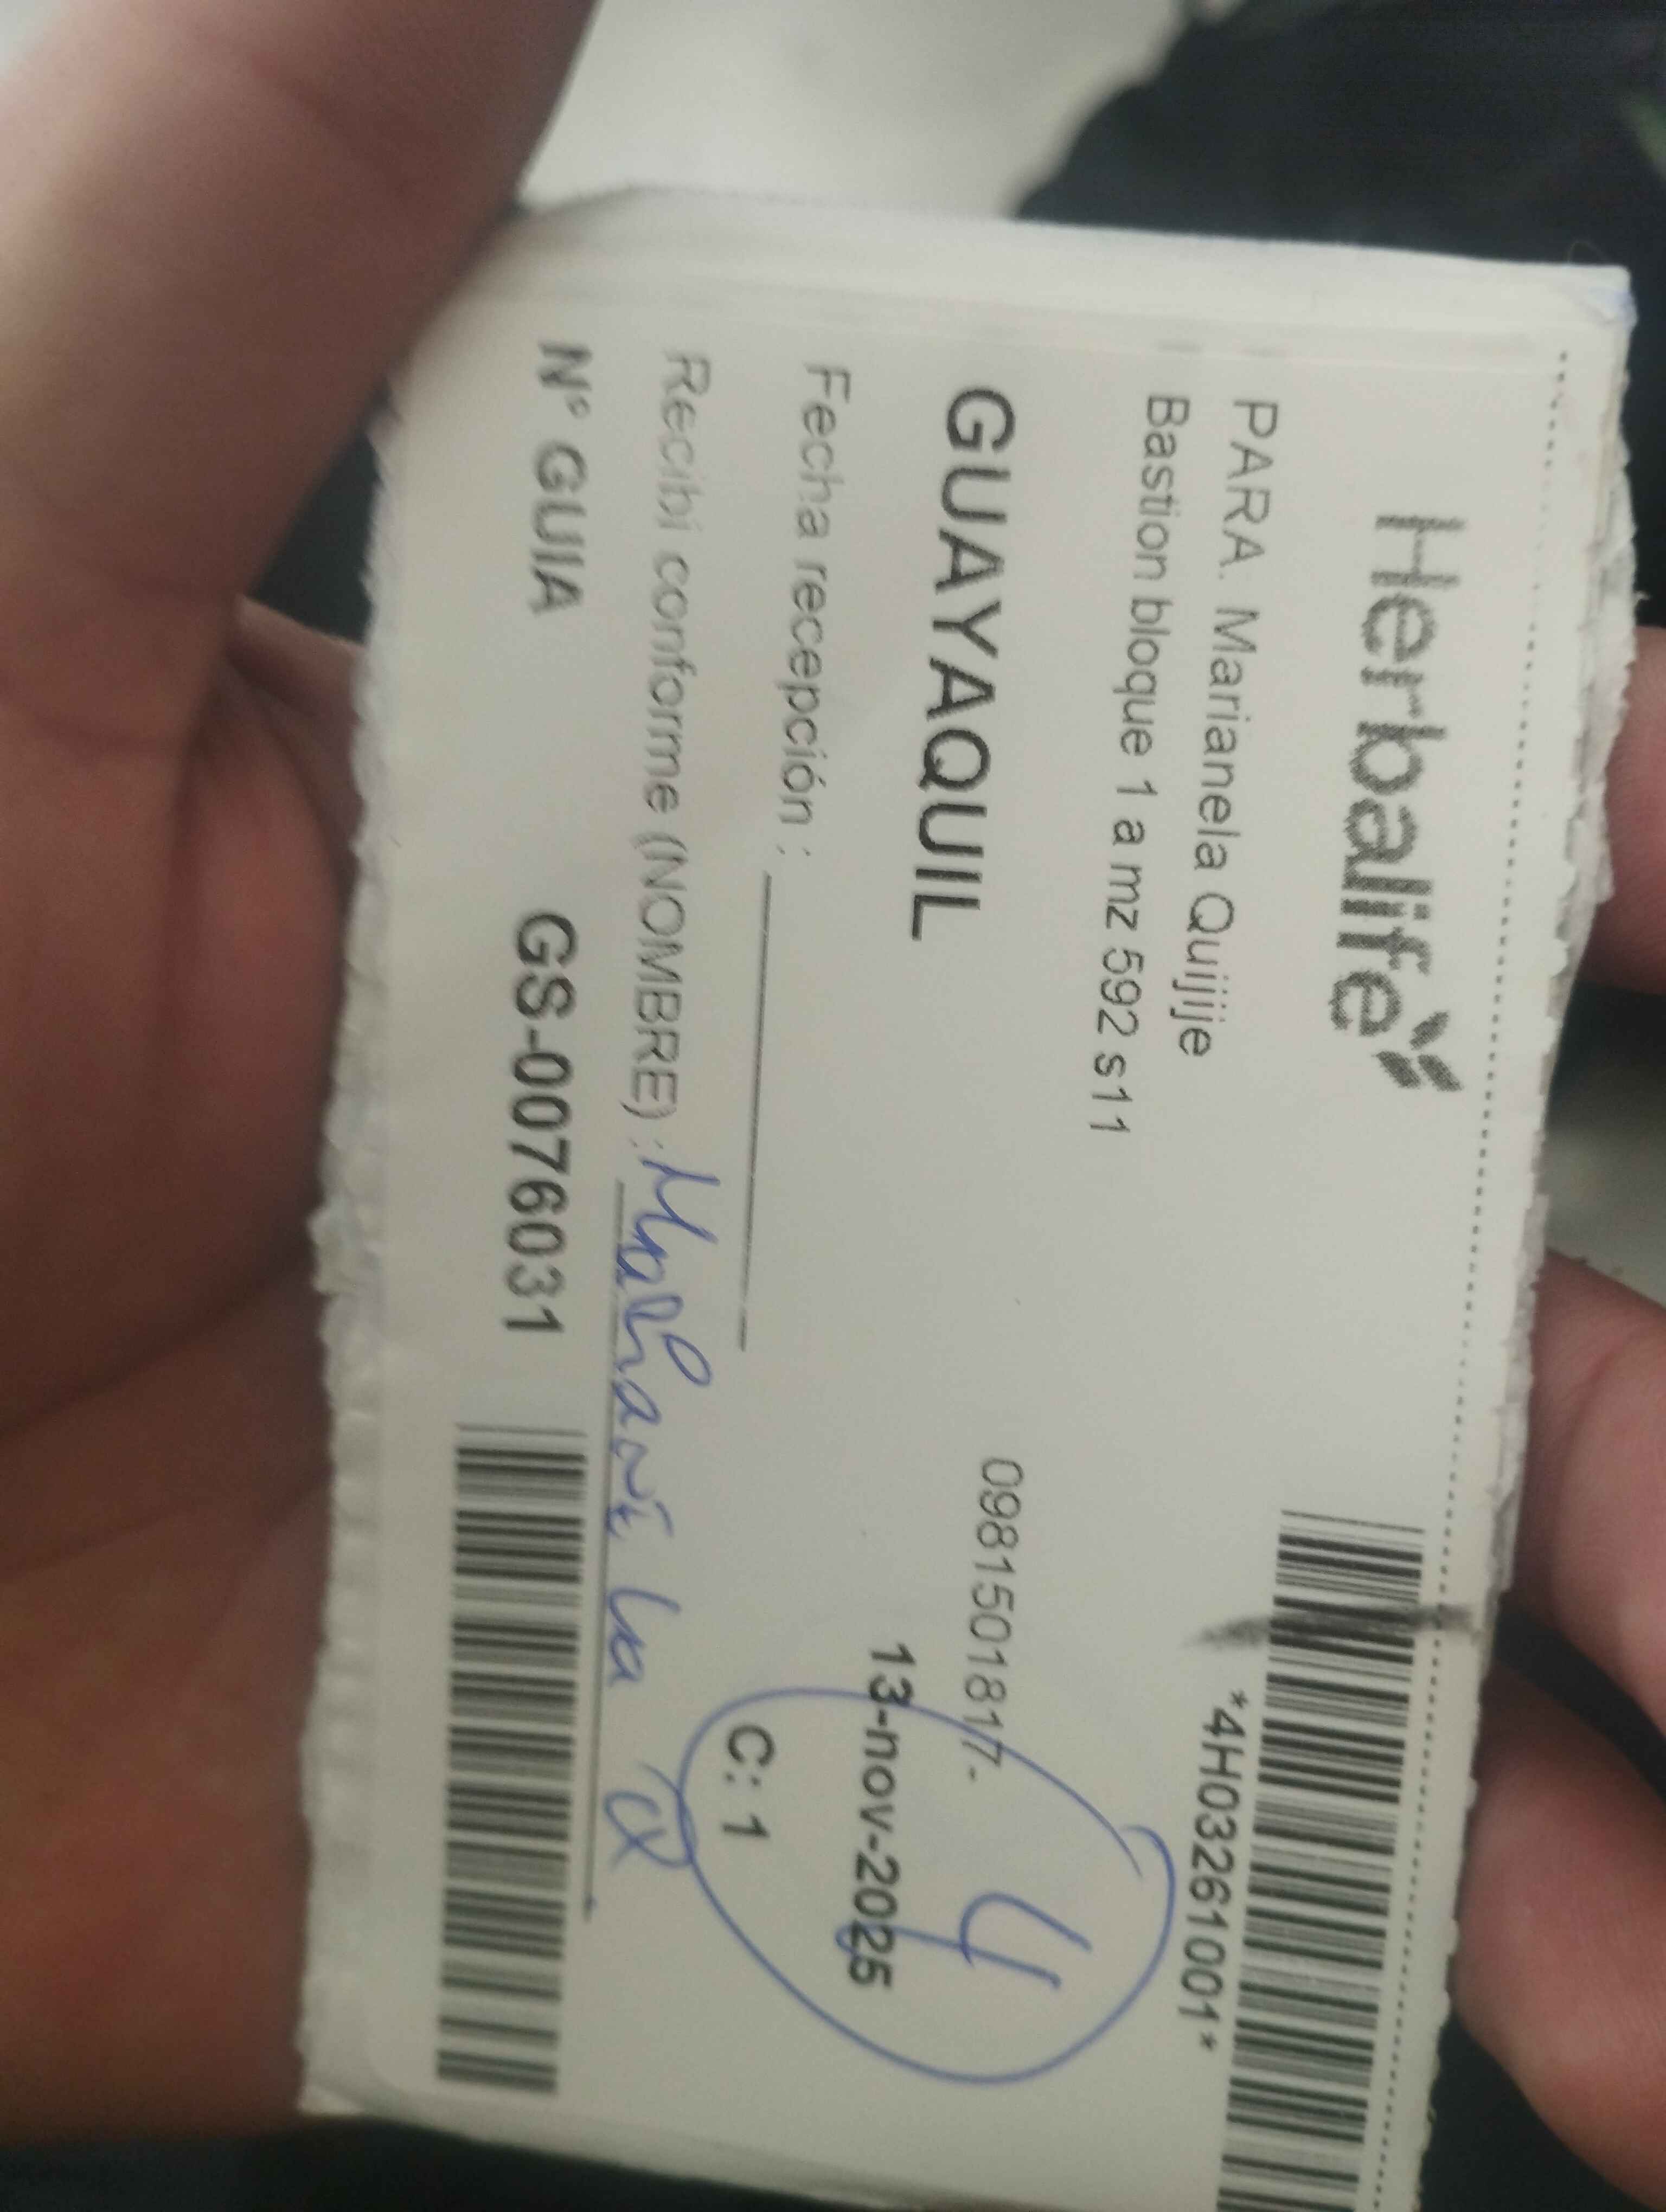 Herbalife
*4H03261001*
PARA: Marianela Quijije
Bastion bloque 1 a mz 592 s11
GUAYAQUIL
0981501817-
4
13-nov-2025
Fecha recepción :
C: 1
Recibí conforme (NOMBRE) :
Nº GUIA
GS-0076031